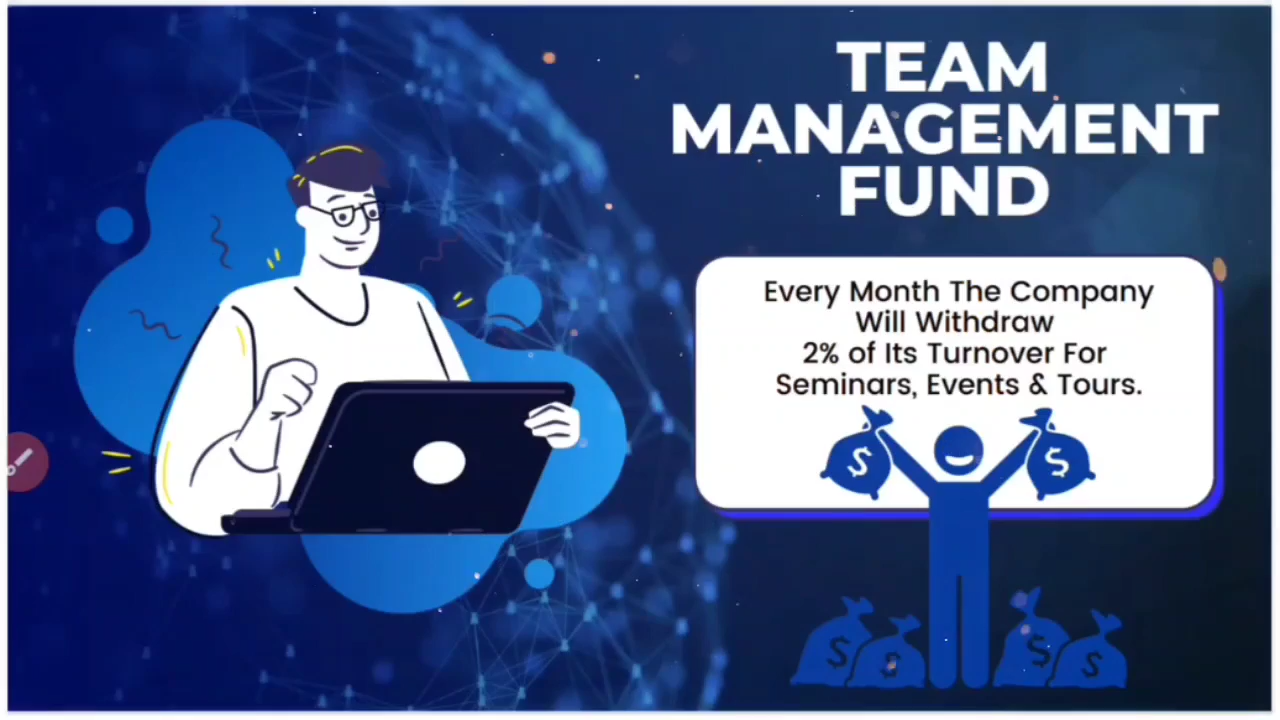 TEAM
MANAGEMENT
FUND
Every Month The Company
Will Withdraw
2% of Its Turnover For
Seminars, Events & Tours.
$ $
$ $ $ $